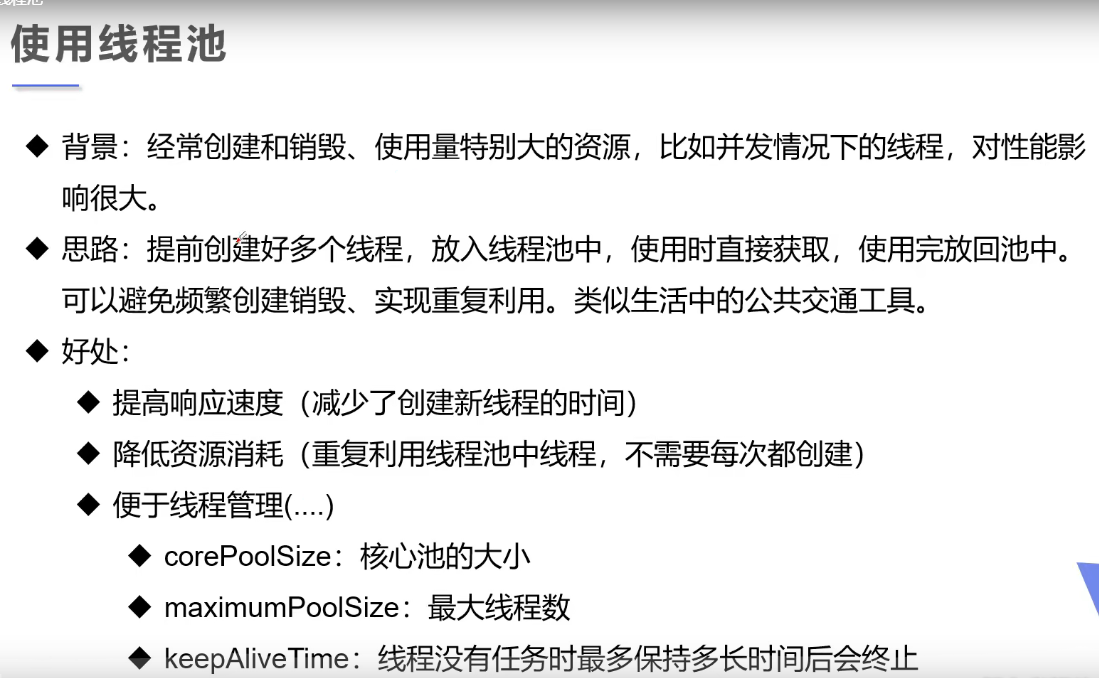 使用线程池
◆ 背景：经常创建和销毁、使用量特别大的资源，比如并发情况下的线程，对性能影
响很大。
◆ 思路：提前创建好多个线程，放入线程池中，使用时直接获取，使用完放回池中。
可以避免频繁创建销毁、实现重复利用。类似生活中的公共交通工具。
◆ 好处：
◆ 提高响应速度（减少了创建新线程的时间）
◆ 降低资源消耗（重复利用线程池中线程，不需要每次都创建）
◆ 便于线程管理(....)
◆ corePoolSize：核心池的大小
◆ maximumPoolSize：最大线程数
◆ keepAliveTime：线程没有任务时最多保持多长时间后会终止